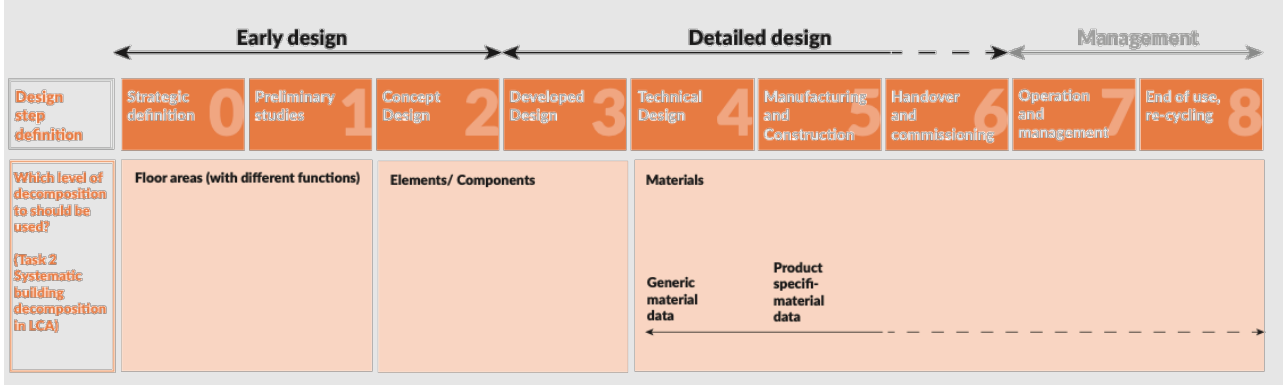 Early design
Detailed design
Management
Design
step
definition
Strategic
definition
0
Preliminary
studies
1
Concept
Design
2
Developed
Design
3
Technical
Design
4
Manufacturing
and
Construction
5
Handover
and
commissioning
6
Operation
and
management
7
End of use,
re-cycling
8
Which level of
decomposition
to should be
used?
(Task 2
Systematic
building
decomposition
in LCA)
Floor areas (with different functions)
Elements/ Components
Materials
Generic
material
data
Product
specifi-
material
data